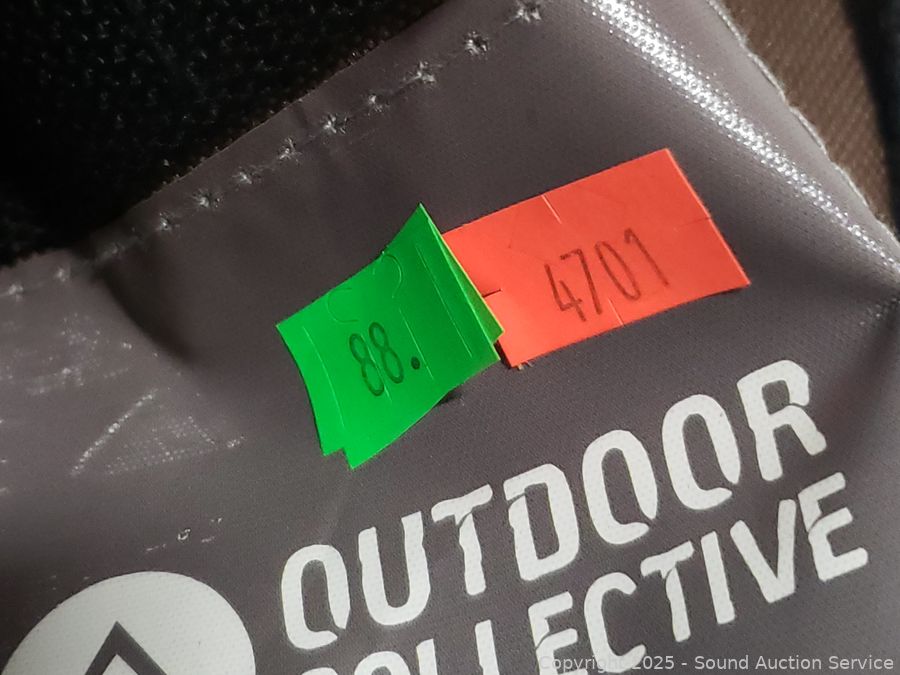 4701
88.
OUTDOOR
COLLECTIVE
Copyright 2025 - Sound Auction Service